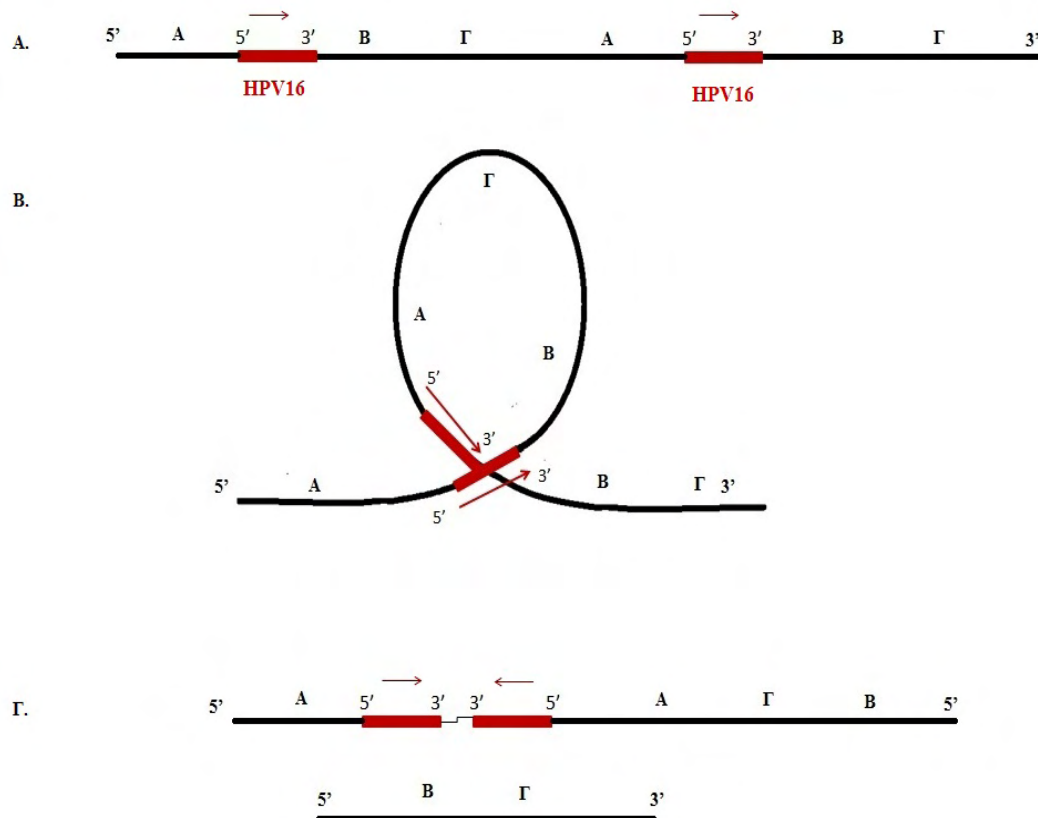 Α. 5’ Α 5’ 3’ Β Γ Α 5’ 3’ Β Γ 3’
HPV16 HPV16
Β. Γ
Α
Β
5’
3’
5’ Α 3’ Β Γ 3’
5’
Γ. 5’ Α 5’ 3’ 3’ 5’ Α Γ Β 5’
5’ Β Γ 3’